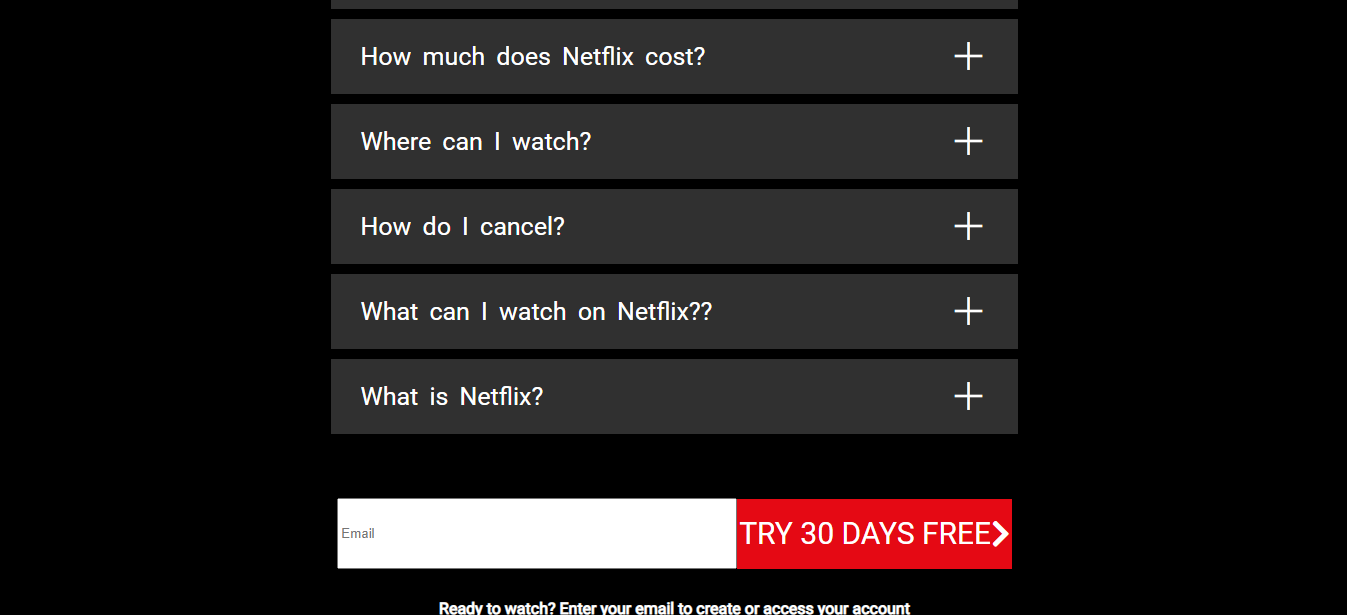 How much does Netflix cost?
Where can I watch?
How do I cancel?
What can I watch on Netflix??
What is Netflix?
Email
TRY 30 DAYS FREE
Ready to watch? Enter your email to create or access your account